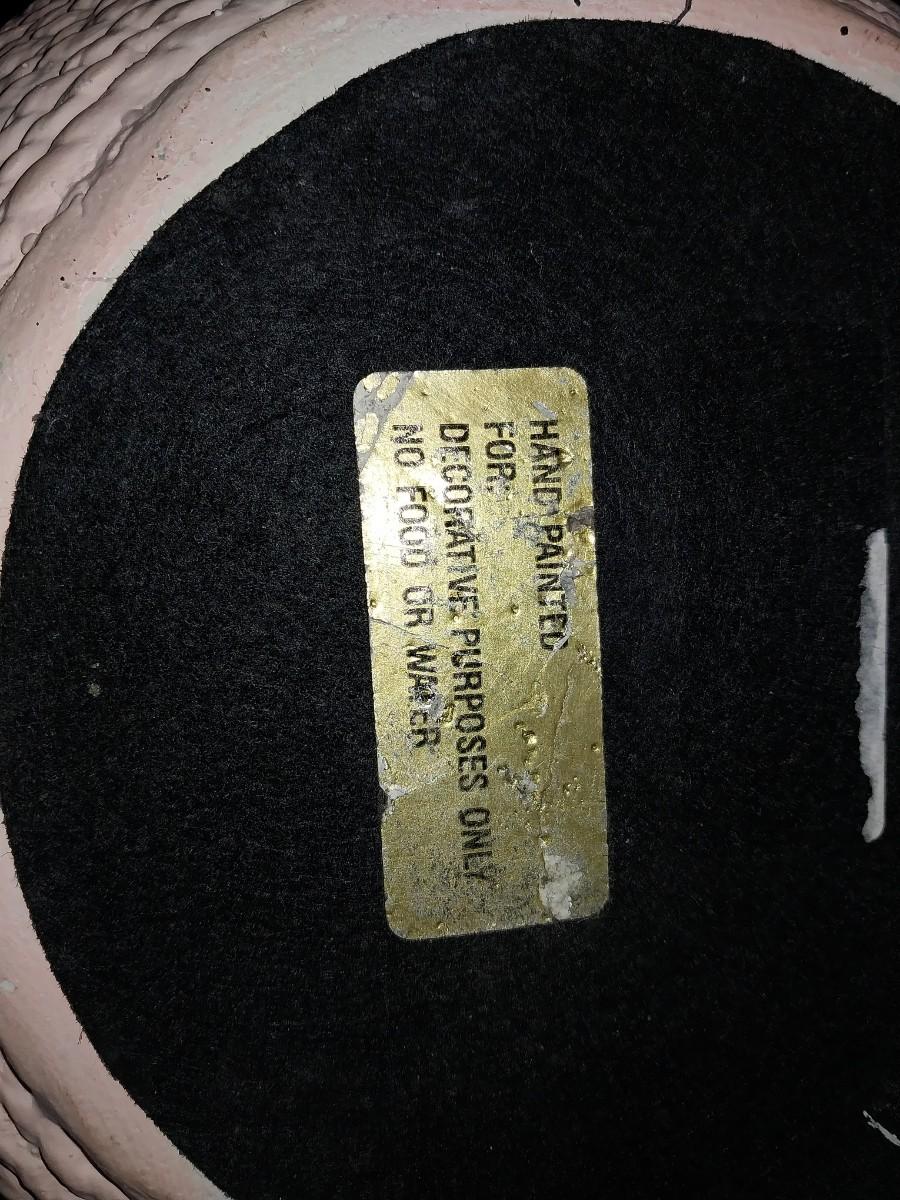 HAND PAINTED
FOR:
DECORATIVE PURPOSES ONLY
NO FOOD OR WATER